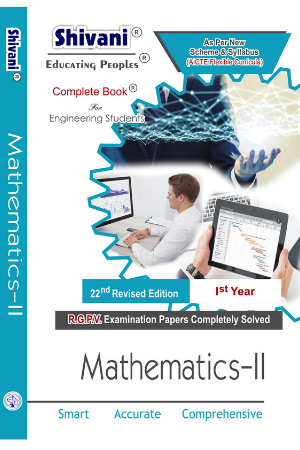 Shivani®
Mathematics-II
Shivani®
EDUCATING PEOPLES®
Complete Book®
For
Engineering Students
As Per New
Scheme & Syllabus
(AICTE Flexible Curricula)
22nd Revised Edition
Ist Year
R.G.P.V. Examination Papers Completely Solved
Mathematics-II
Smart Accurate Comprehensive